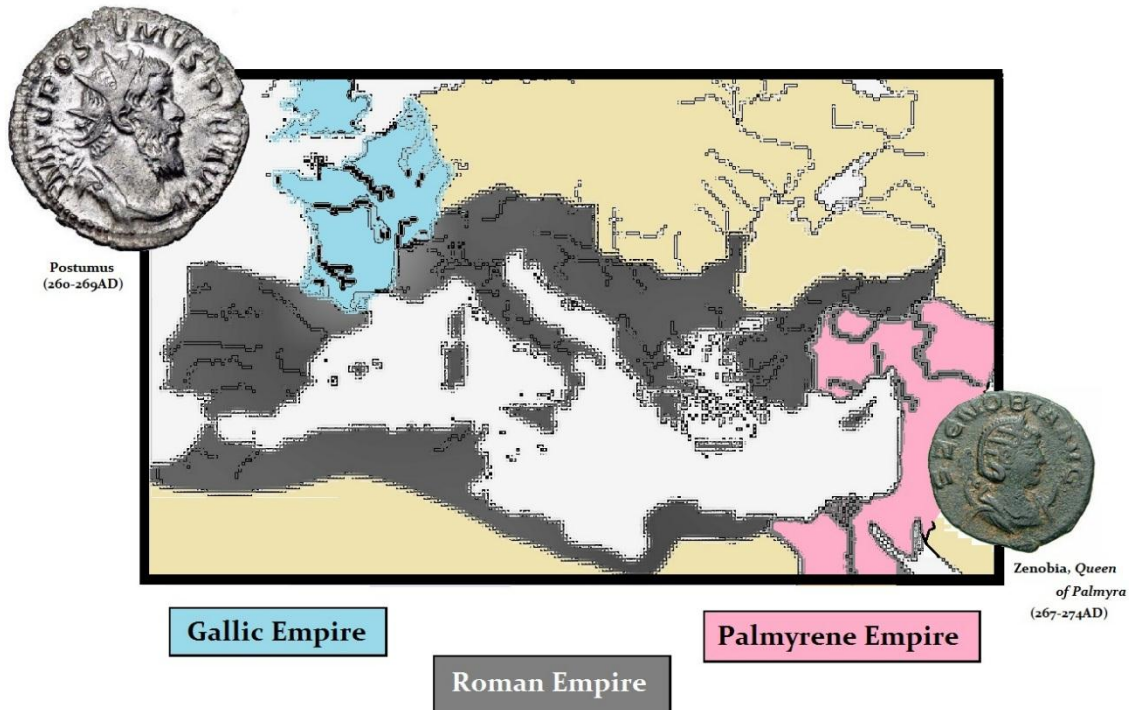 IMP C POSTVMVS P F AVG
Postumus
(260-269AD)
S ZENOBIA AVG
Zenobia, Queen
of Palmyra
(267-274AD)
Gallic Empire
Palmyrene Empire
Roman Empire